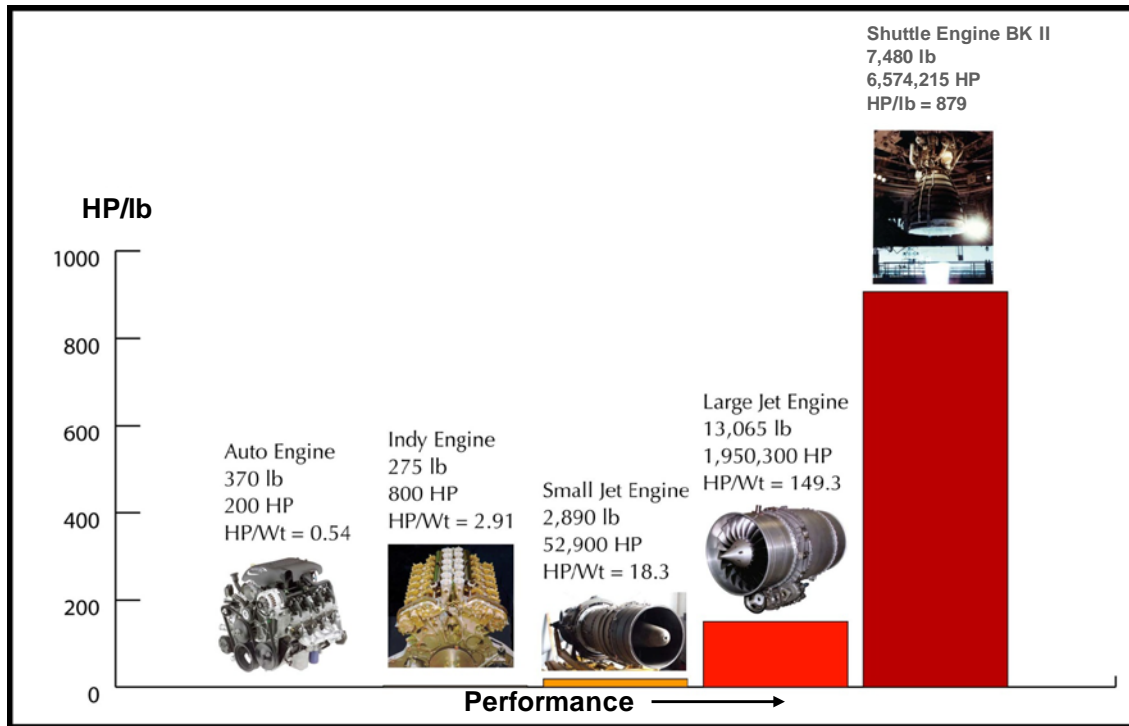 Shuttle Engine BK II
7,480 lb
6,574,215 HP
HP/lb = 879
HP/lb
1000
800
600
400
200
0
Auto Engine
370 lb
200 HP
HP/Wt = 0.54
Indy Engine
275 lb
800 HP
HP/Wt = 2.91
Small Jet Engine
2,890 lb
52,900 HP
HP/Wt = 18.3
Large Jet Engine
13,065 lb
1,950,300 HP
HP/Wt = 149.3
Performance